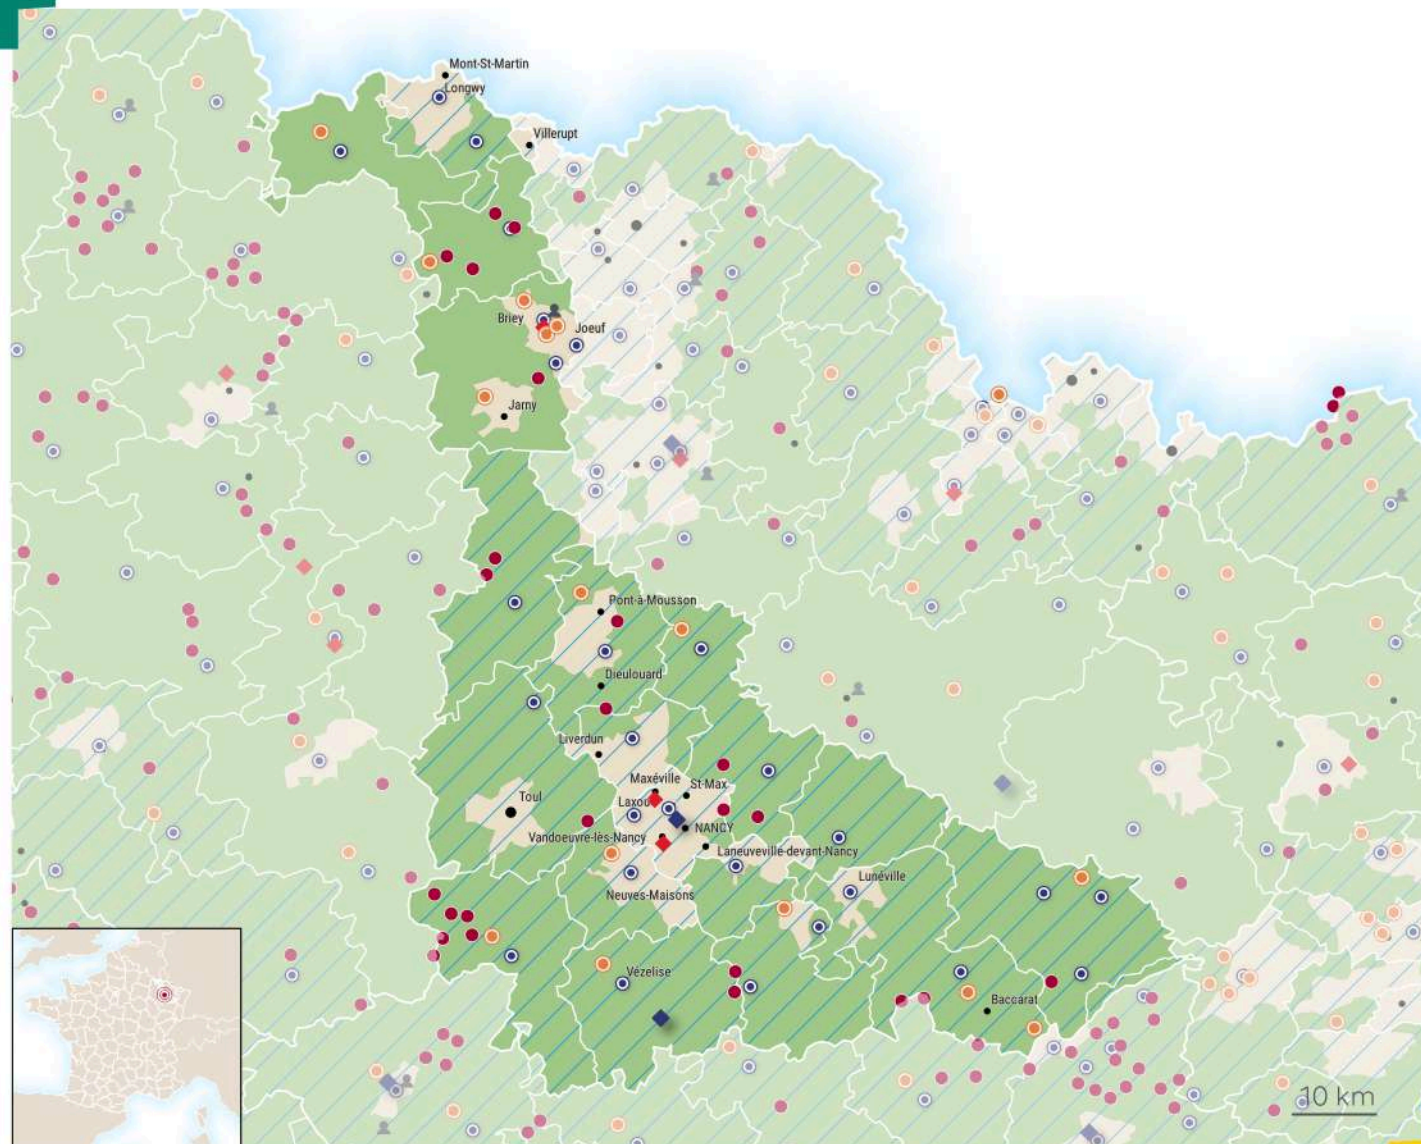 Mont-St-Martin
Longwy
Villerupt
Briey
Joeuf
Jarny
Pont-à-Mousson
Dieulouard
Liverdun
Maxéville
St-Max
Laxou
Toul
NANCY
Vandoeuvre-lès-Nancy
Laneuveville-devant-Nancy
Lunéville
Neuves-Maisons
Vézelise
Baccarat
10 km